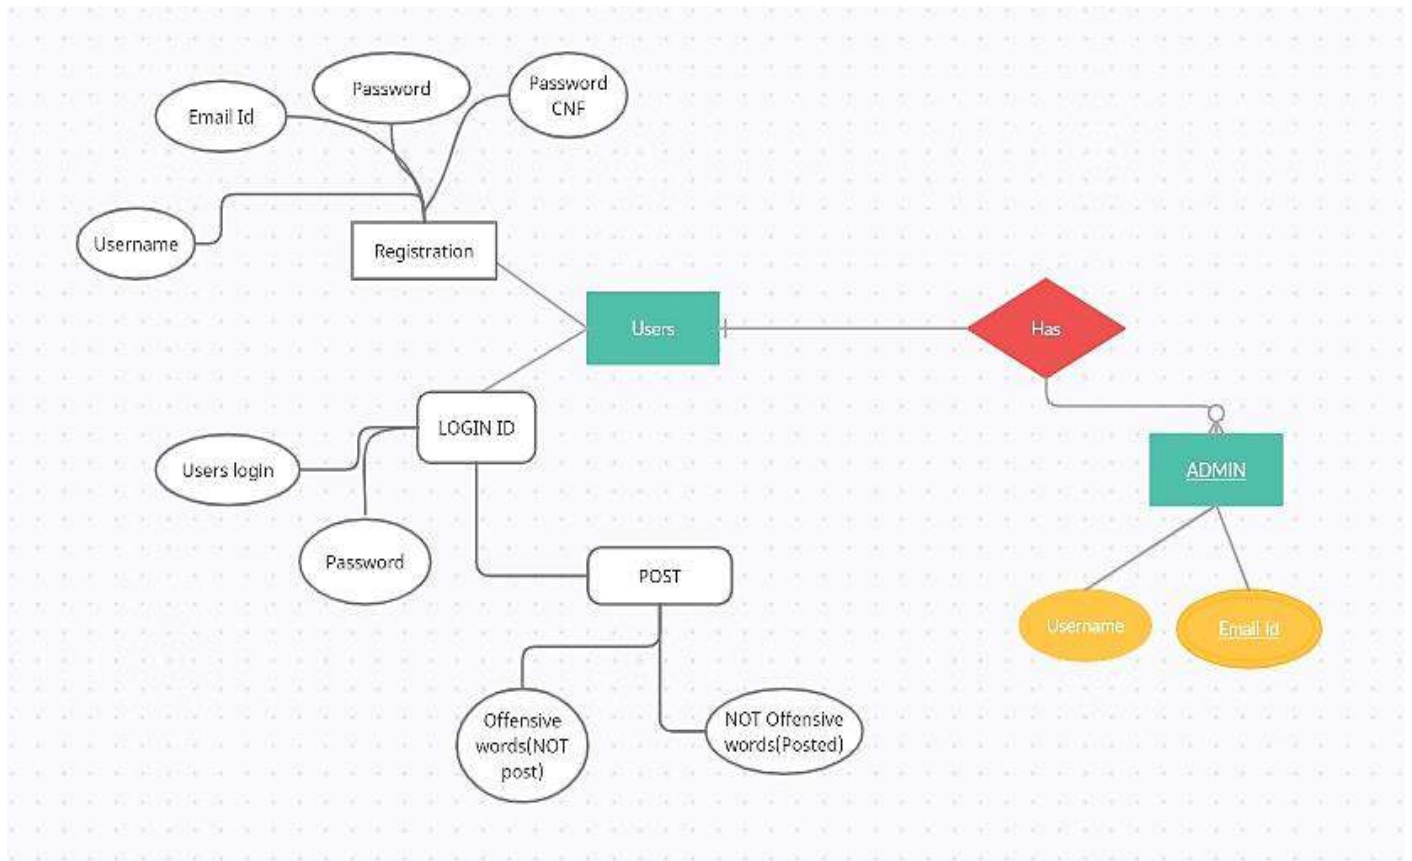 Password
Password
CNF
Email Id
Username
Registration
Users
Has
LOGIN ID
Users login
ADMIN
Password
POST
Username
Email Id
Offensive
words(NOT
post)
NOT Offensive
words(Posted)